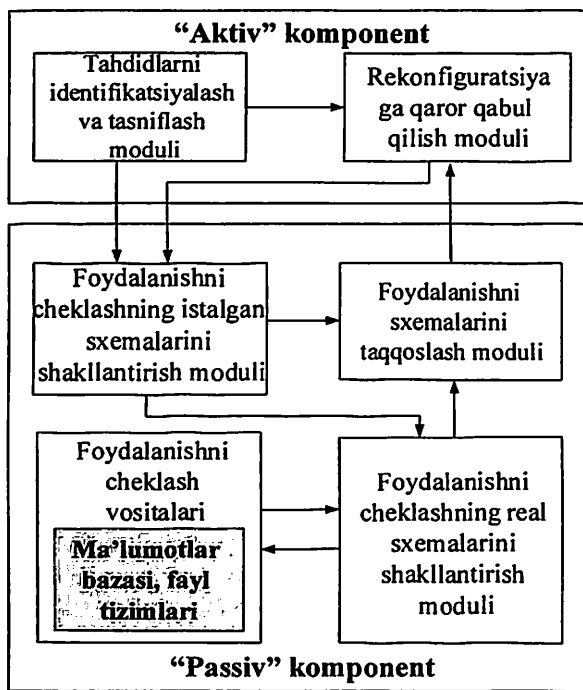 “Aktiv” komponent
Tahdidlarni
identifikatsiyalash
va tasniflash
moduli
Rekonfiguratsiya
ga qaror qabul
qilish moduli
Foydalanishni
cheklashning istalgan
sxemalarini
shakllantirish moduli
Foydalanishni
sxemalarini
taqqoslash moduli
Foydalanishni
cheklash
vositalari
Ma’lumotlar
bazasi, fayl
tizimlari
Foydalanishni
cheklashning real
sxemalarini
shakllantirish
moduli
“Passiv” komponent